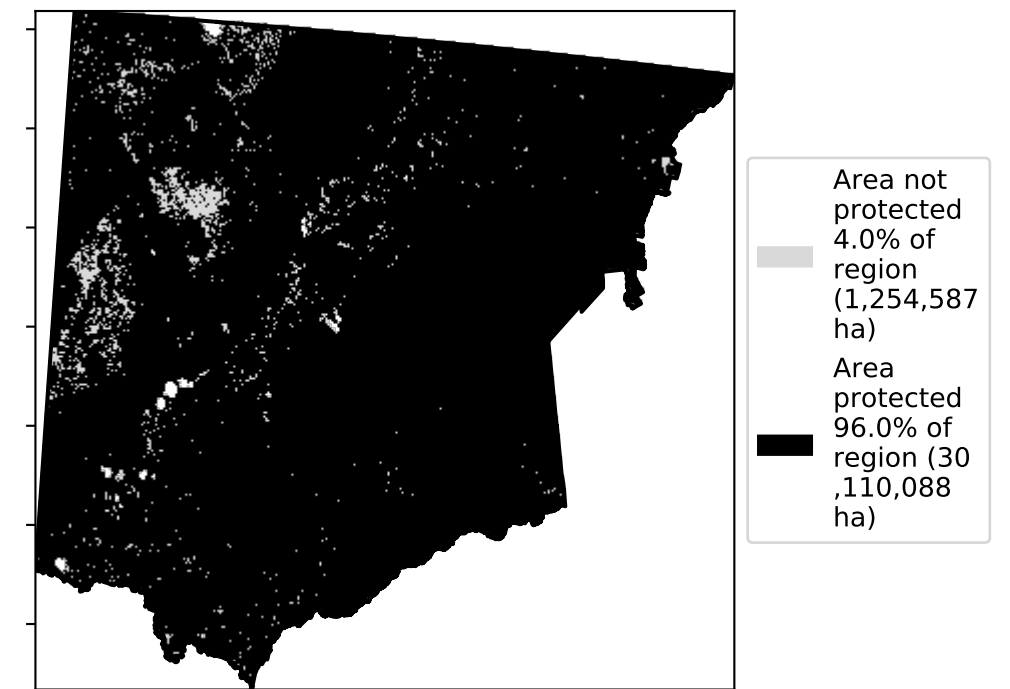 Area not
protected
4.0% of
region
(1,254,587
ha)
Area
protected
96.0% of
region (30
,110,088
ha)